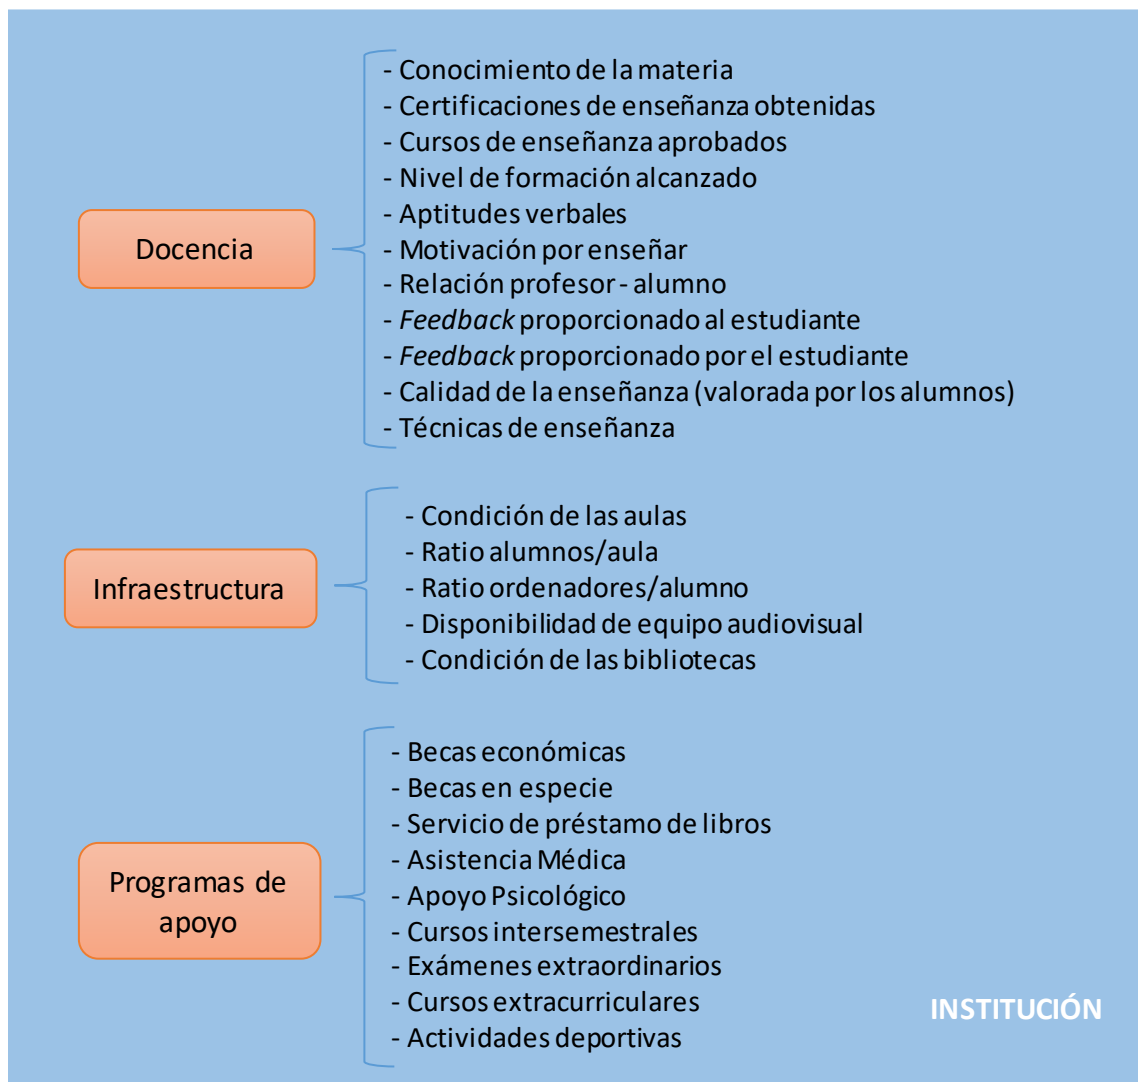 Docencia
- Conocimiento de la materia
- Certificaciones de enseñanza obtenidas
- Cursos de enseñanza aprobados
- Nivel de formación alcanzado
- Aptitudes verbales
- Motivación por enseñar
- Relación profesor - alumno
- Feedback proporcionado al estudiante
- Feedback proporcionado por el estudiante
- Calidad de la enseñanza (valorada por los alumnos)
- Técnicas de enseñanza
Infraestructura
- Condición de las aulas
- Ratio alumnos/aula
- Ratio ordenadores/alumno
- Disponibilidad de equipo audiovisual
- Condición de las bibliotecas
Programas de
apoyo
- Becas económicas
- Becas en especie
- Servicio de préstamo de libros
- Asistencia Médica
- Apoyo Psicológico
- Cursos intersemestrales
- Exámenes extraordinarios
- Cursos extracurriculares
- Actividades deportivas
INSTITUCIÓN